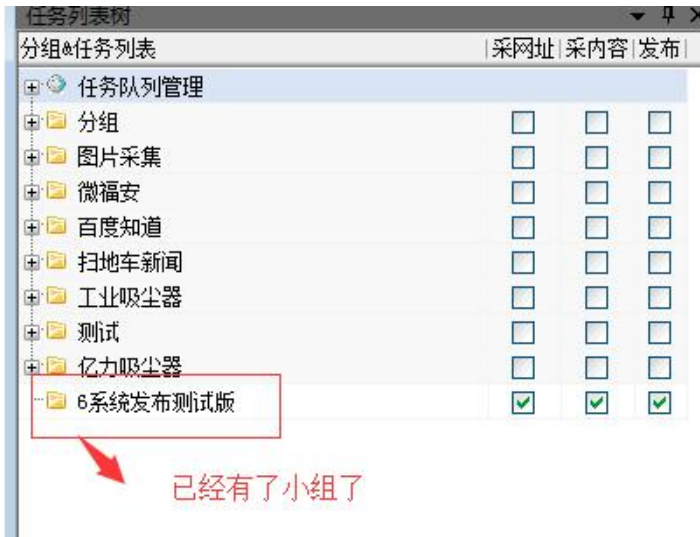 任务列表树
分组&任务列表 采网址 采内容 发布
任务队列管理
分组
图片采集
微福安
百度知道
扫地车新闻
工业吸尘器
测试
亿力吸尘器
6系统发布测试版
已经有了小组了